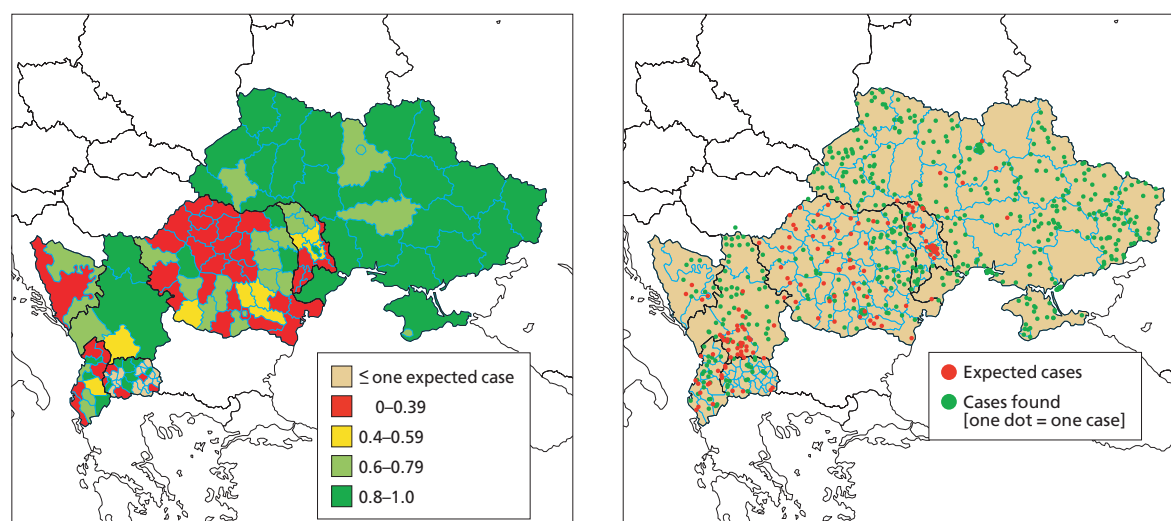 ≤ one expected case
0–0.39
0.4–0.59
0.6–0.79
0.8–1.0
Expected cases
Cases found
[one dot = one case]